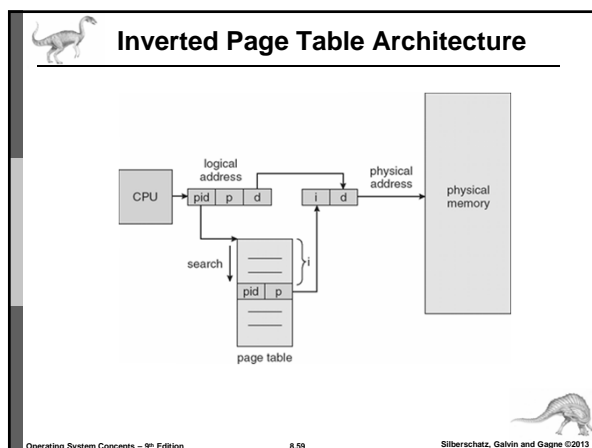 Inverted Page Table Architecture
logical
address
physical
address
CPU
pid p d
i d
physical
memory
search
i
pid p
page table
Operating System Concepts – 9th Edition
8.59
Silberschatz, Galvin and Gagne ©2013